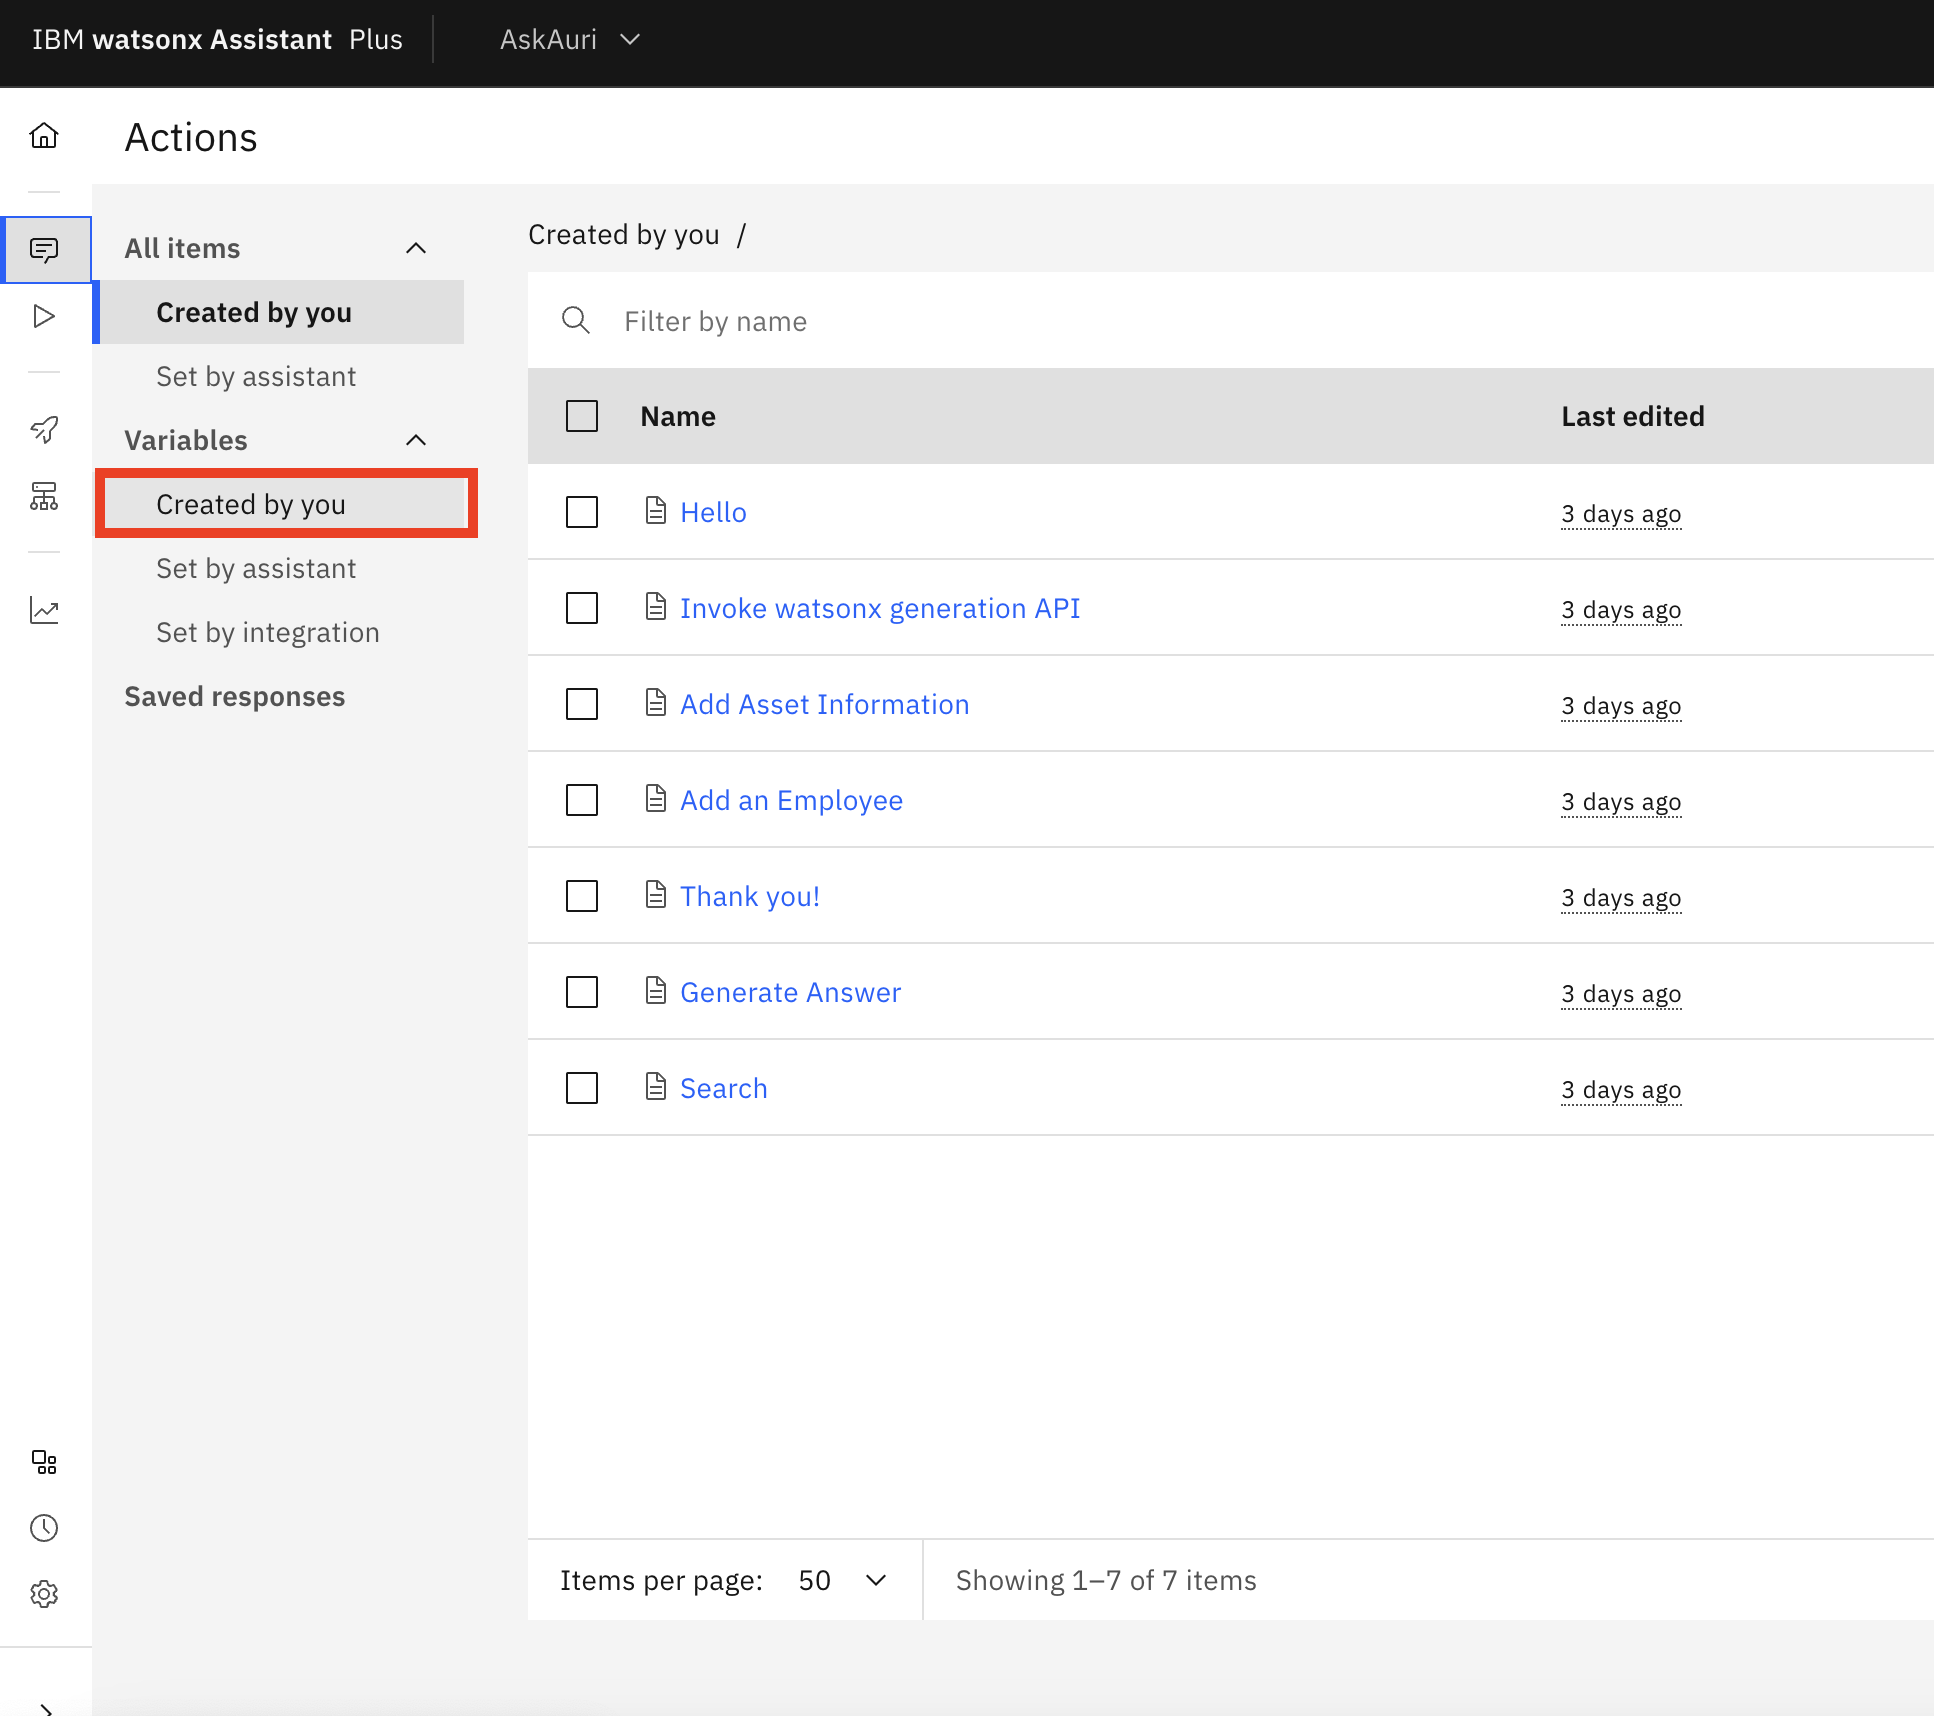 IBM watsonx Assistant Plus
AskAuri
Actions
All items
Created by you
Set by assistant
Variables
Created by you
Set by assistant
Set by integration
Saved responses
Created by you /
Filter by name
Name Last edited
Hello 3 days ago
Invoke watsonx generation API 3 days ago
Add Asset Information 3 days ago
Add an Employee 3 days ago
Thank you! 3 days ago
Generate Answer 3 days ago
Search 3 days ago
Items per page: 50 Showing 1–7 of 7 items